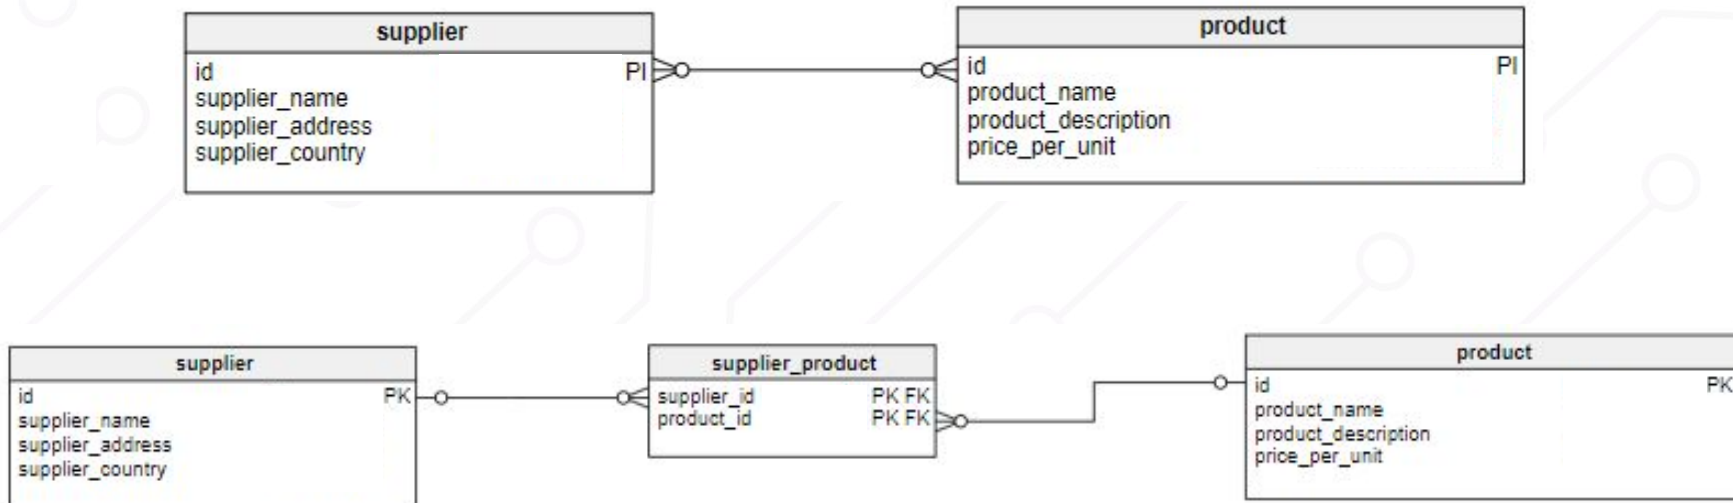 supplier
id PI
supplier_name
supplier_address
supplier_country
product
id PI
product_name
product_description
price_per_unit
supplier
id PK
supplier_name
supplier_address
supplier_country
supplier_product
supplier_id PK FK
product_id PK FK
product
id PK
product_name
product_description
price_per_unit